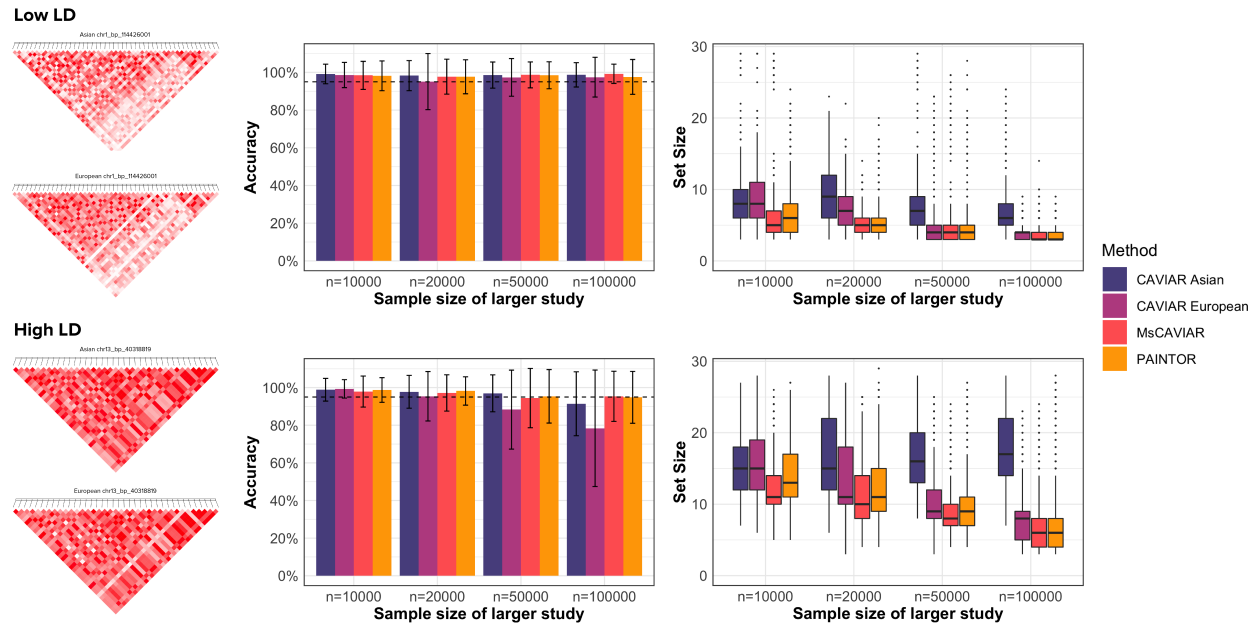 Low LD
Asian chr1_bp_114426001
European chr1_bp_114426001
Accuracy
100%
80%
60%
40%
20%
0%
n=10000 n=20000 n=50000 n=100000
Sample size of larger study
Set Size
30
20
10
0
n=10000 n=20000 n=50000 n=100000
Sample size of larger study
Method
CAVIAR Asian
CAVIAR European
MsCAVIAR
PAINTOR
High LD
Asian chr13_bp_40318819
European chr13_bp_40318819
Accuracy
100%
80%
60%
40%
20%
0%
n=10000 n=20000 n=50000 n=100000
Sample size of larger study
Set Size
30
20
10
0
n=10000 n=20000 n=50000 n=100000
Sample size of larger study